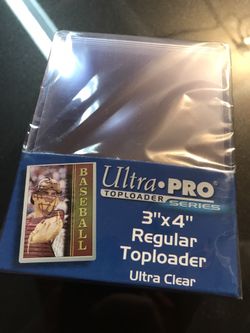 Ultra • PRO
TOPLOADER
SERIES
BASEBALL
3"x4"
Regular
Toploader
Ultra Clear